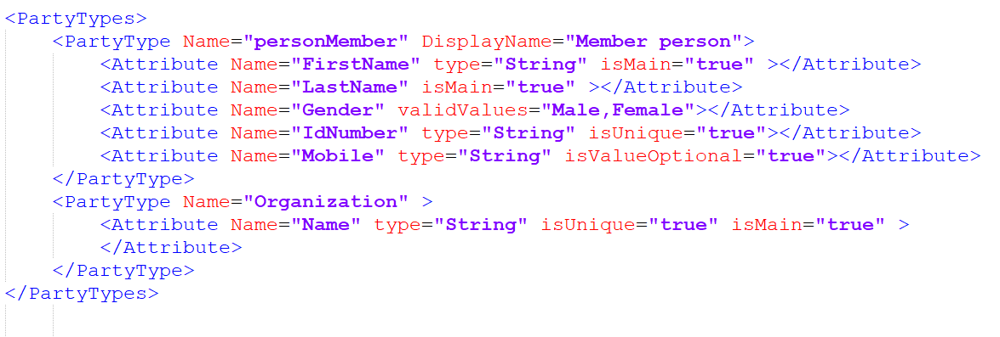 <PartyTypes>
<PartyType Name="personMember" DisplayName="Member person">
<Attribute Name="FirstName" type="String" isMain="true" ></Attribute>
<Attribute Name="LastName" isMain="true" ></Attribute>
<Attribute Name="Gender" validValues="Male,Female"></Attribute>
<Attribute Name="IdNumber" type="String" isUnique="true"></Attribute>
<Attribute Name="Mobile" type="String" isValueOptional="true"></Attribute>
</PartyType>
<PartyType Name="Organization" >
<Attribute Name="Name" type="String" isUnique="true" isMain="true" >
</Attribute>
</PartyType>
</PartyTypes>